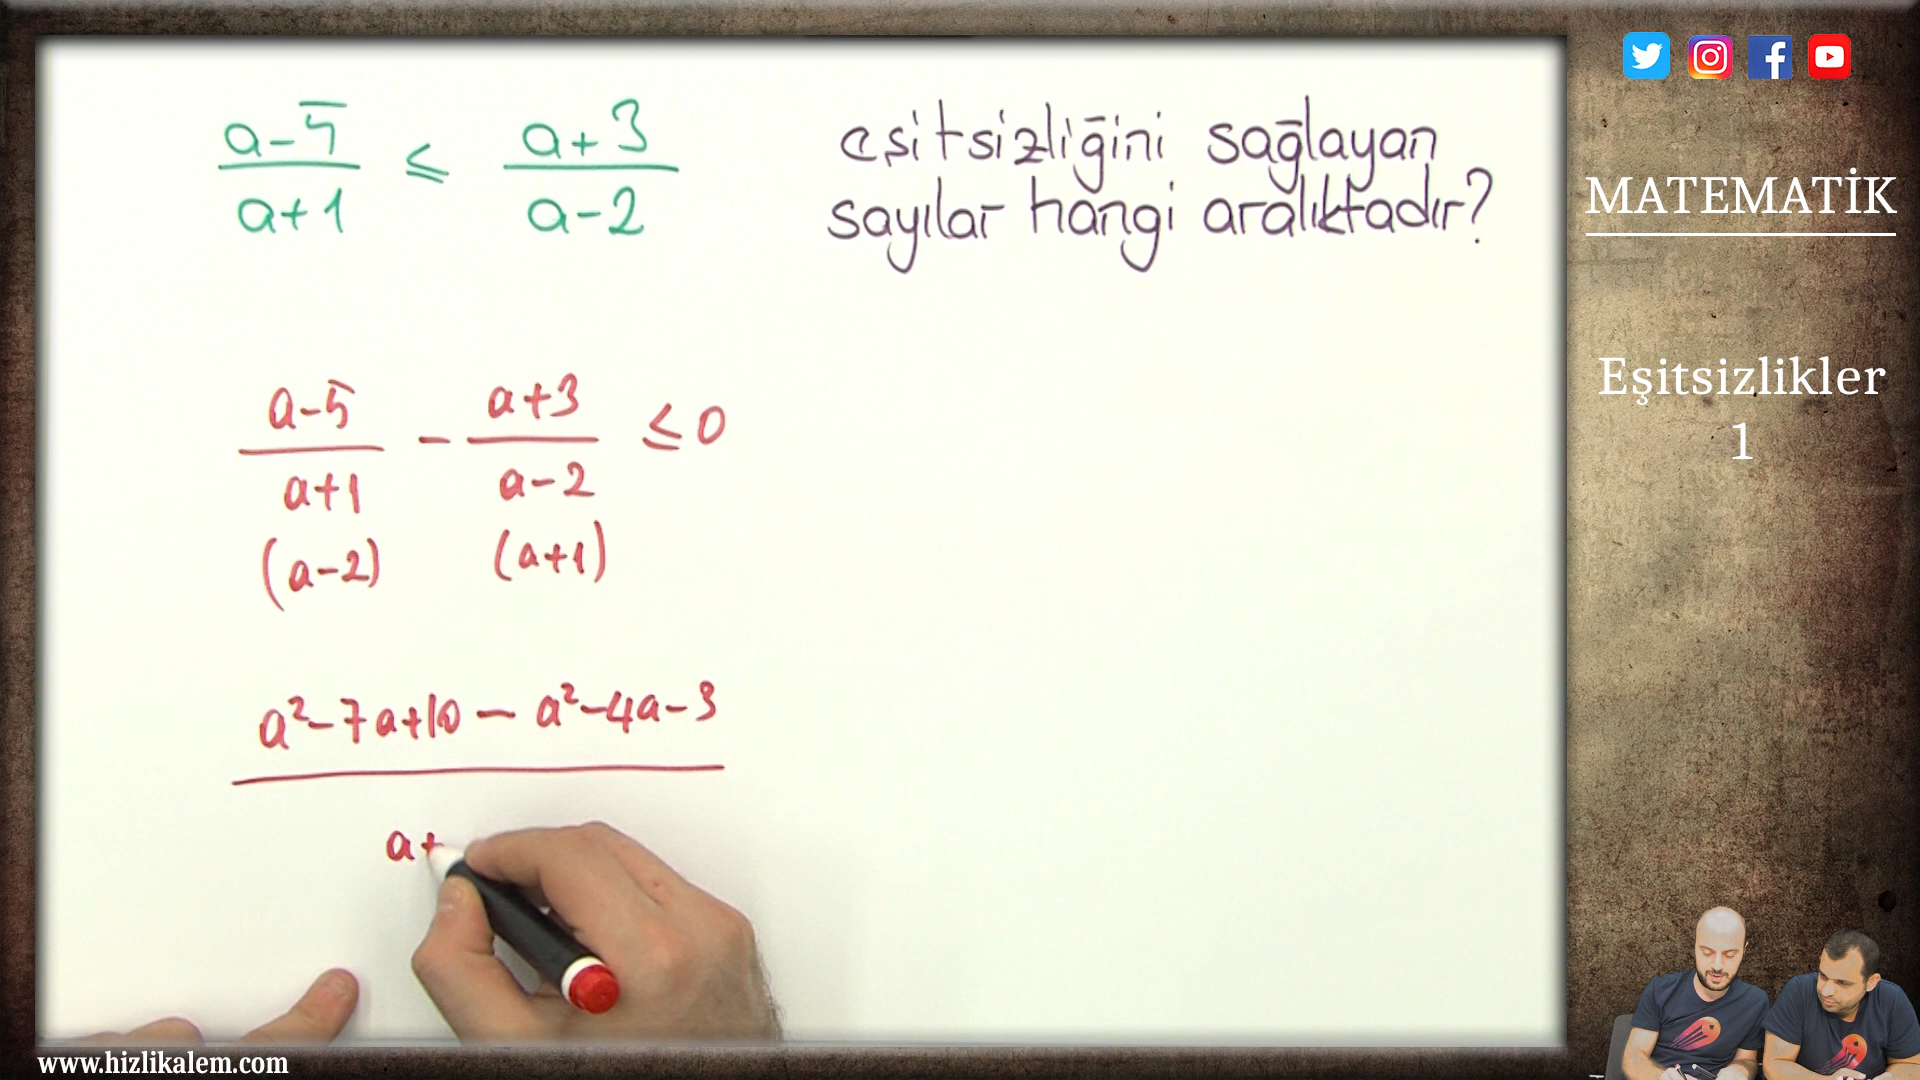 a-5 / a+1 ≤ a+3 / a-2
eşitsizliğini sağlayan
sayılar hangi aralıktadır?
a-5 / a+1 - a+3 / a-2 ≤ 0
(a-2) (a+1)
a²-7a+10 - a²-4a-3
a+
MATEMATİK
Eşitsizlikler
1
www.hizlikalem.com